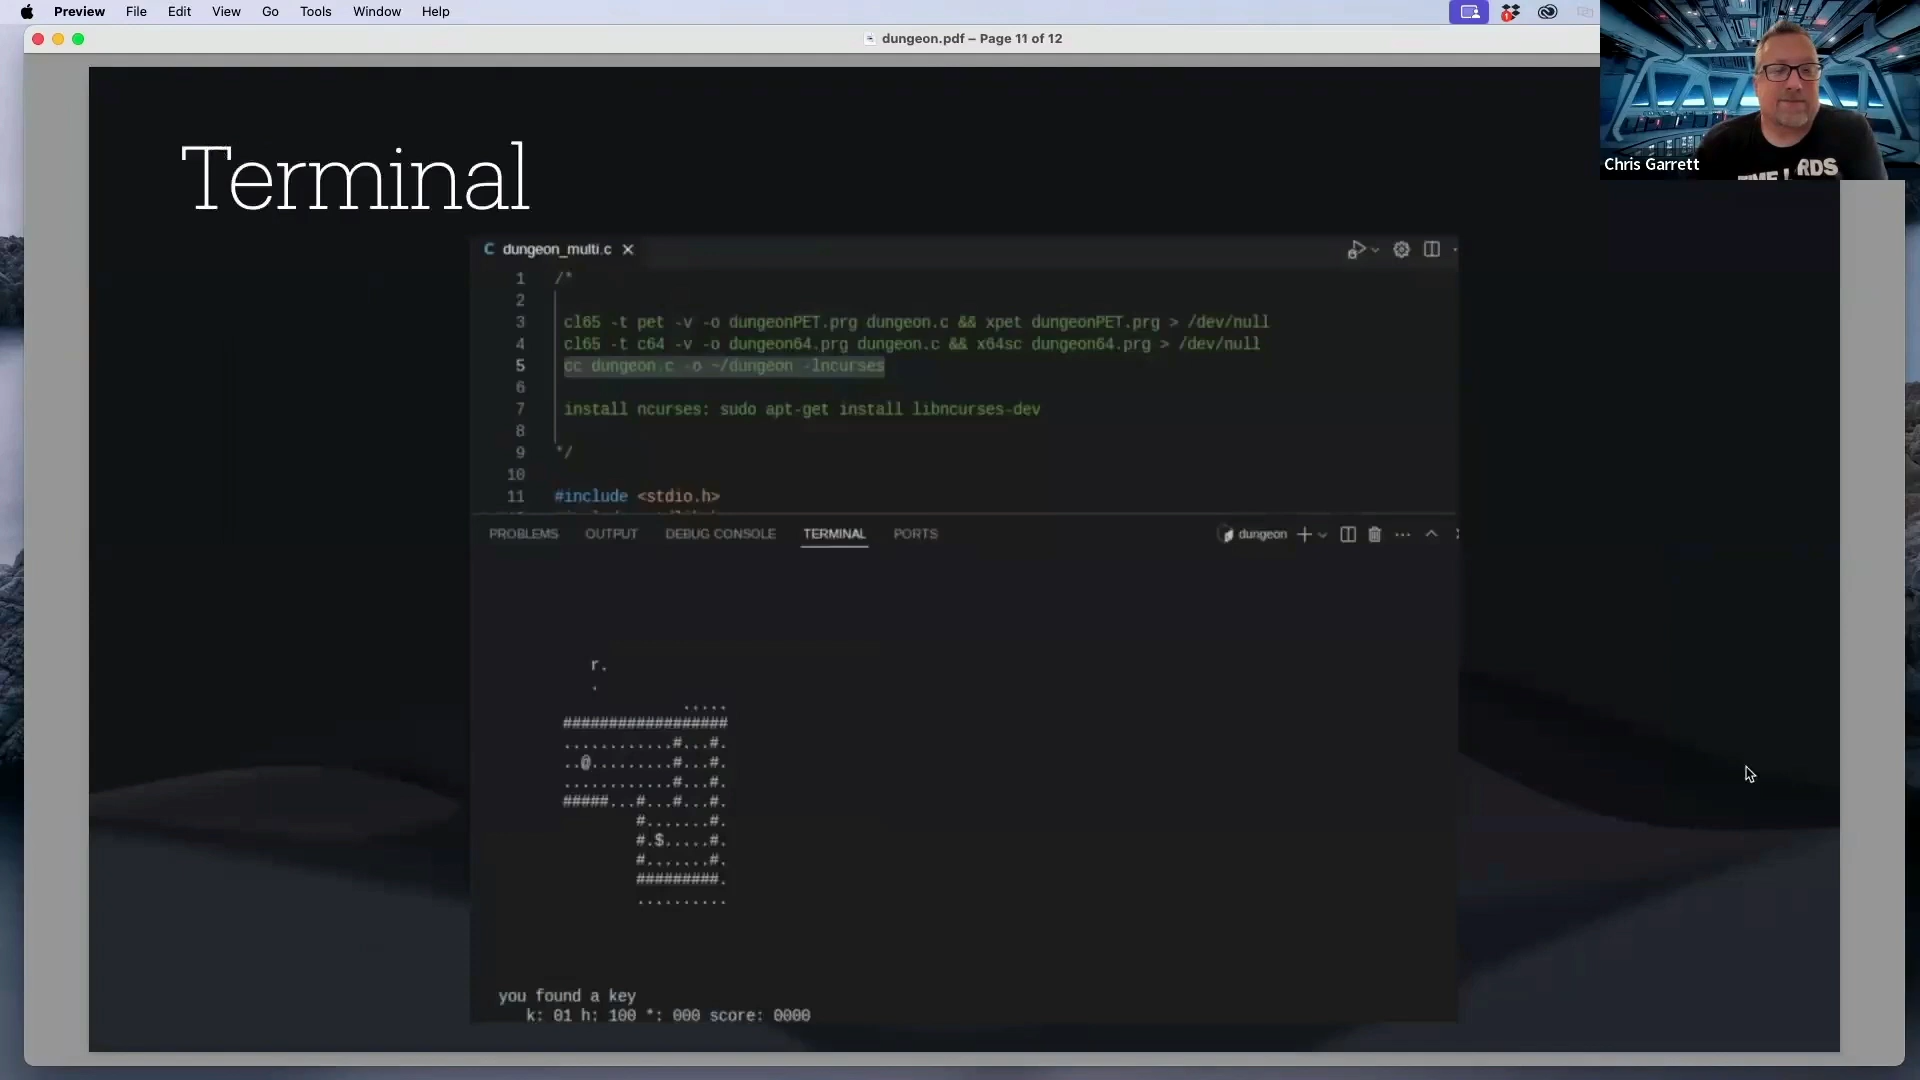 Preview File Edit View Go Tools Window Help
dungeon.pdf – Page 11 of 12
Chris Garrett
RDS
Terminal
C dungeon_multi.c
1 /*
2
3 cl65 -t pet -v -o dungeonPET.prg dungeon.c && xpet dungeonPET.prg > /dev/null
4 cl65 -t c64 -v -o dungeon64.prg dungeon.c && x64sc dungeon64.prg > /dev/null
5 cc dungeon.c -o ~/dungeon -lncurses
6
7 install ncurses: sudo apt-get install libncurses-dev
8
9 */
10
11 #include <stdio.h>
PROBLEMS OUTPUT DEBUG CONSOLE TERMINAL PORTS dungeon
r.
.
.....
##################
............#...#.
..@.........#...#.
............#...#.
#####...#...#...#.
#.......#.
#.$.....#.
#.......#.
#########.
..........
you found a key
k: 01 h: 100 *: 000 score: 0000